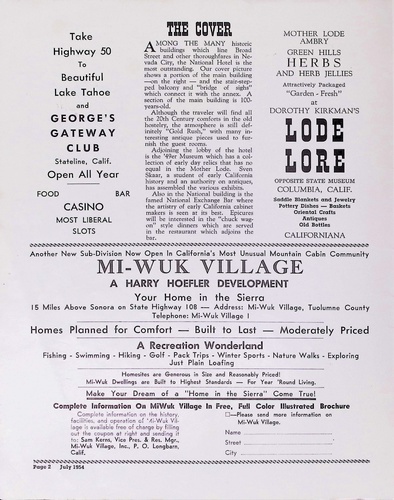 Take
Highway 50
To
Beautiful
Lake Tahoe
and
GEORGE'S
GATEWAY
CLUB
Stateline, Calif.
Open All Year
FOOD BAR
CASINO
MOST LIBERAL
SLOTS
THE COVER
AMONG THE MANY historic
buildings which line Broad
Street and other thoroughfares in Ne-
vada City, the National Hotel is the
most outstanding. Our cover picture
shows a portion of the main building
—on the right — and the stair-step-
ped balcony and "bridge of sighs"
which connect it with the annex. A
section of the main building is 100-
years-old.
Although the traveler will find all
the 20th Century comforts in the old
hostelry, the atmosphere is still def-
initely "Gold Rush," with many in-
teresting antique pieces used to fur-
nish the guest rooms.
Adjoining the lobby of the hotel
is the '49er Museum which has a col-
lection of early day relics that has no
equal in the Mother Lode. Sven
Skaar, a student of early California
history and an authority on antiques,
has assembled the various exhibits.
Also in the National building is the
famed National Exchange Bar where
the artistry of early California cabinet
makers is seen at its best. Epicures
will be interested in the "chuck wag-
on" style dinners which are served
in the restaurant which adjoins the
bar.
MOTHER LODE
AMBRY
GREEN HILLS
HERBS
AND HERB JELLIES
Attractively Packaged
"Garden - Fresh"
at
DOROTHY KIRKMAN'S
LODE
LORE
OPPOSITE STATE MUSEUM
COLUMBIA, CALIF.
Saddle Blankets and Jewelry
Pottery Dishes — Baskets
Oriental Crafts
Antiques
Old Bottles
CALIFORNIANA
Another New Sub-Division Now Open In California's Most Unusual Mountain Cabin Community
MI-WUK VILLAGE
A HARRY HOEFLER DEVELOPMENT
Your Home in the Sierra
15 Miles Above Sonora on State Highway 108 — Address: Mi-Wuk Village, Tuolumne County
Telephone: Mi-Wuk Village 1
Homes Planned for Comfort — Built to Last — Moderately Priced
A Recreation Wonderland
Fishing - Swimming - Hiking - Golf - Pack Trips - Winter Sports - Nature Walks - Exploring
Just Plain Loafing
Homesites are Generous in Size and Reasonably Priced!
Mi-Wuk Dwellings are Built to Highest Standards — For Year 'Round Living.
Make Your Dream of a "Home in the Sierra" Come True!
Complete Information On MiWuk Village In Free, Full Color Illustrated Brochure
Complete information on the history,
facilities, and operation of 'Mi-Wuk Vil-
lage is available free of charge by filling
out the coupon at right and sending it
to: Sam Kerns, Vice Pres. & Res. Mgr.,
Mi-Wuk Village, Inc., P. O. Longbarn,
Calif.
☐—Please send more information on
Mi-Wuk Village.
Name
Street
City
Page 2 July 1954